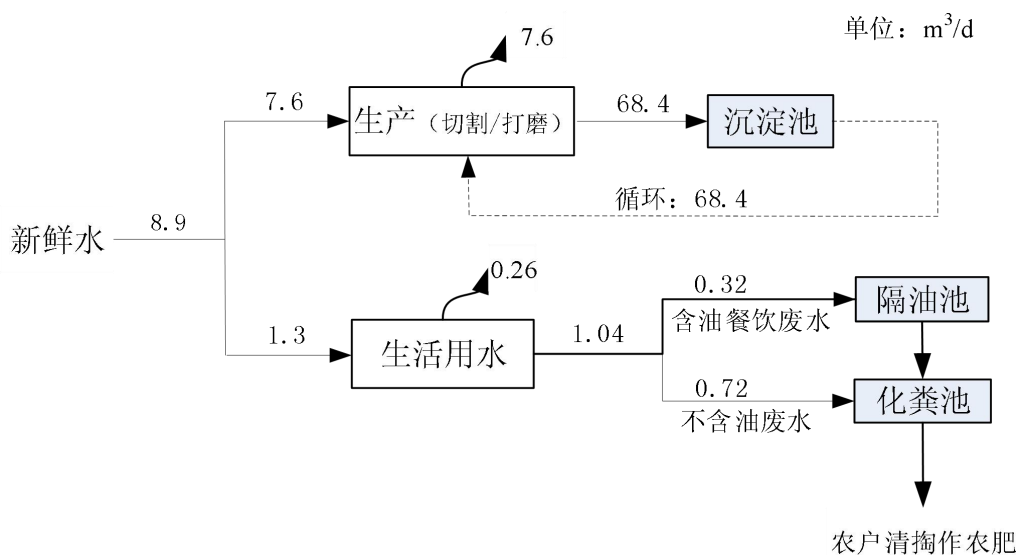 单位：m³/d
7.6
7.6
生产（切割/打磨）
68.4
沉淀池
循环：68.4
新鲜水
8.9
0.26
1.3
生活用水
1.04
0.32
含油餐饮废水
隔油池
0.72
不含油废水
化粪池
农户清掏作农肥